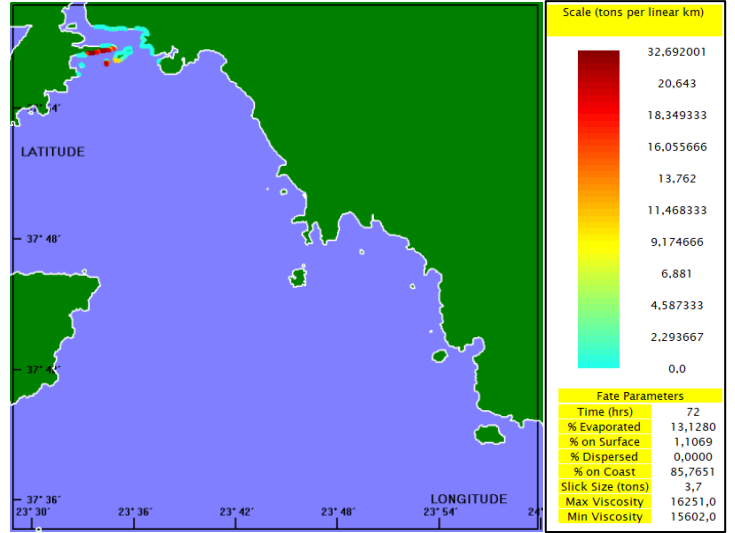 LATITUDE
37° 48′
37° 36′
LONGITUDE
23° 30′ 23° 36′ 23° 42′ 23° 48′ 23° 54′ 24°
Scale (tons per linear km)
32,692001
20,643
18,349333
16,055666
13,762
11,468333
9,174666
6,881
4,587333
2,293667
0,0
Fate Parameters
Time (hrs) 72
% Evaporated 13,1280
% on Surface 1,1069
% Dispersed 0,0000
% on Coast 85,7651
Slick Size (tons) 3,7
Max Viscosity 16251,0
Min Viscosity 15602,0